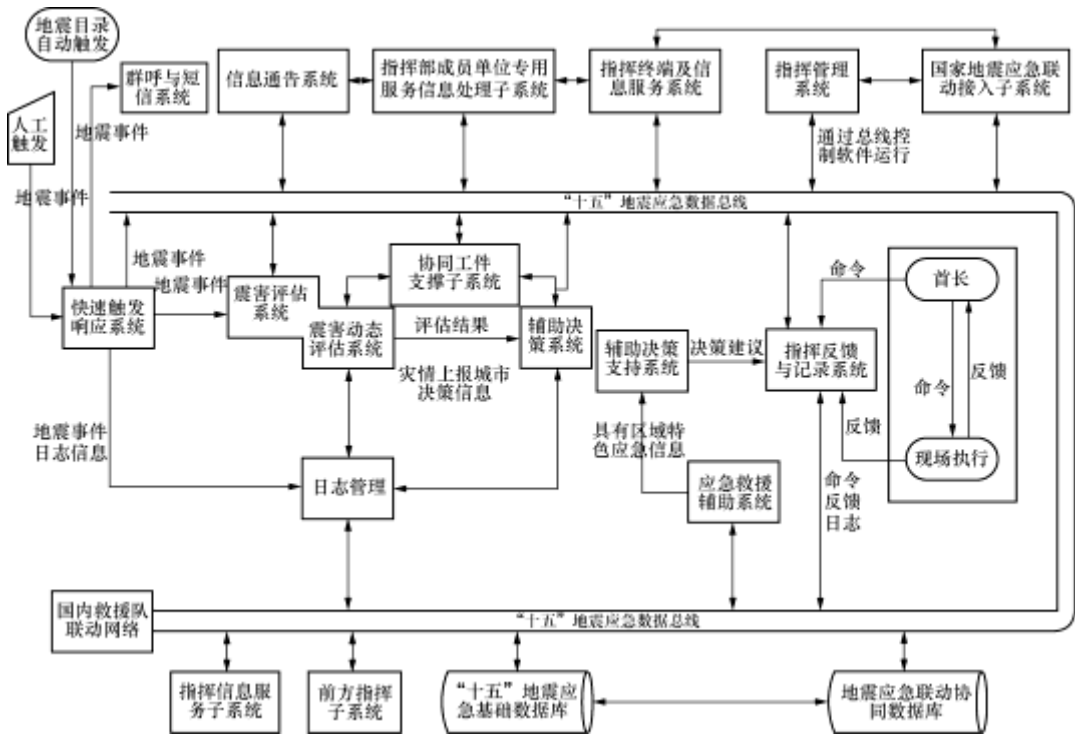 地震目录
自动触发
群呼与短
信系统
信息通告系统
指挥部成员单位专用
服务信息处理子系统
指挥终端及信
息服务系统
指挥管理
系统
国家地震应急联
动接入子系统
人工
触发
地震事件
通过总线控
制软件运行
地震事件
“十五”地震应急数据总线
地震事件
地震事件
快速触发
响应系统
震害评估
系统
震害动态
评估系统
协同工件
支撑子系统
评估结果
辅助决
策系统
灾情上报城市
决策信息
辅助决策
支持系统
决策建议
指挥反馈
与记录系统
命令
首长
命令
反馈
反馈
现场执行
地震事件
日志信息
具有区域特
色应急信息
日志管理
应急救援
辅助系统
命令
反馈
日志
国内救援队
联动网络
“十五”地震应急数据总线
指挥信息服
务子系统
前方指挥
子系统
“十五”地震应
急基础数据库
地震应急联动协
同数据库